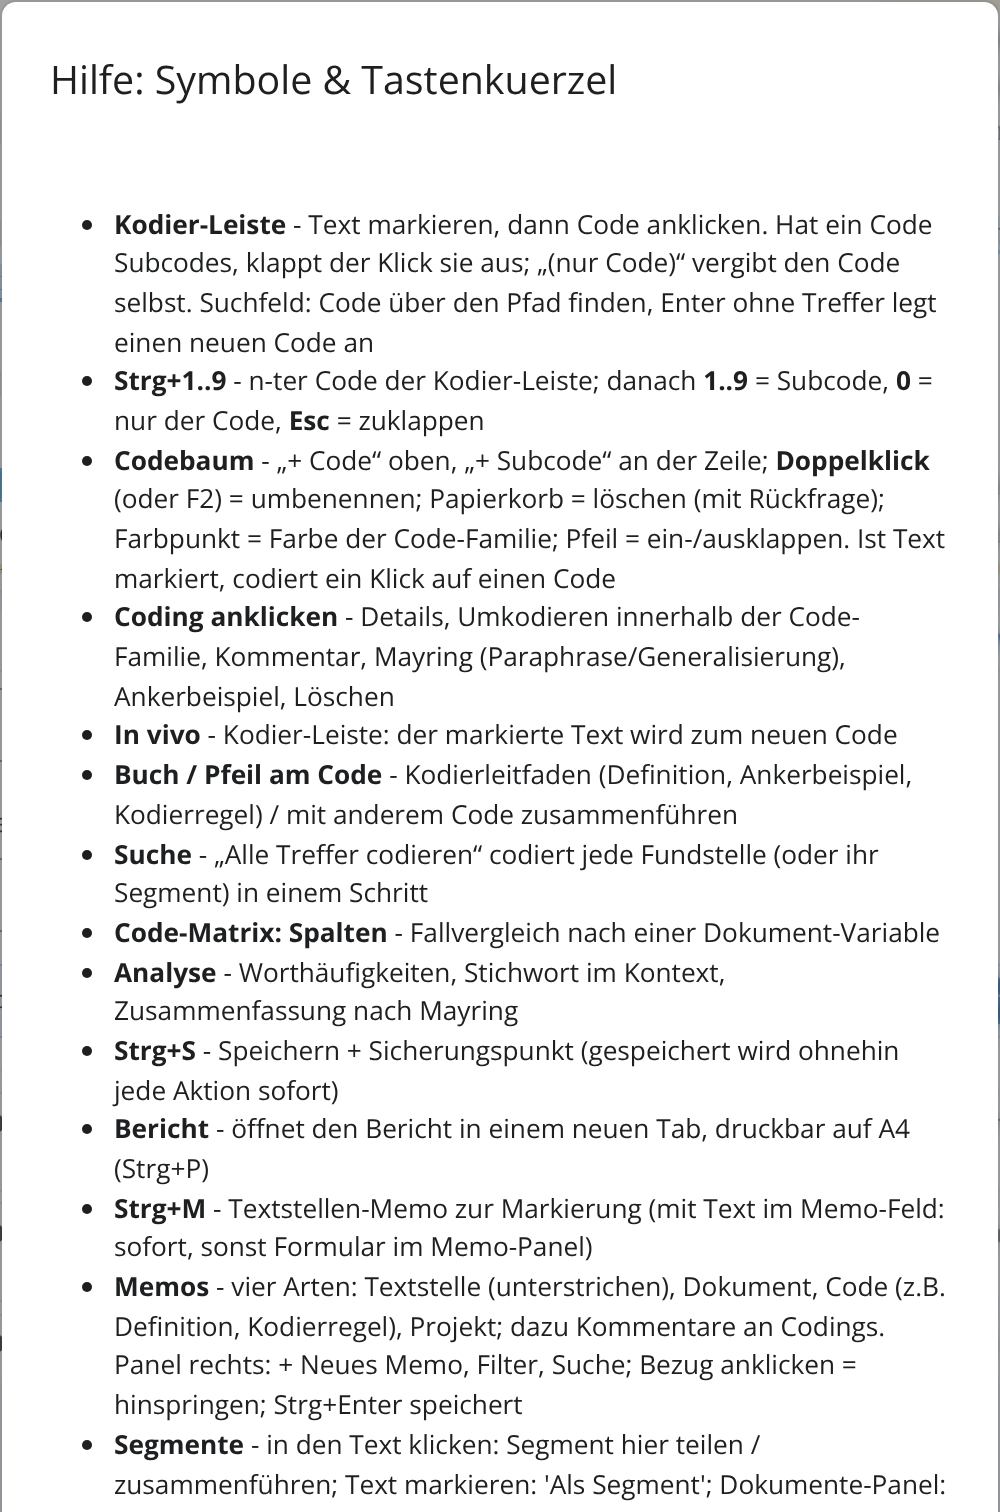 Hilfe: Symbole & Tastenkuerzel
• Kodier-Leiste - Text markieren, dann Code anklicken. Hat ein Code
Subcodes, klappt der Klick sie aus; „(nur Code)“ vergibt den Code
selbst. Suchfeld: Code über den Pfad finden, Enter ohne Treffer legt
einen neuen Code an
• Strg+1..9 - n-ter Code der Kodier-Leiste; danach 1..9 = Subcode, 0 =
nur der Code, Esc = zuklappen
• Codebaum - „+ Code“ oben, „+ Subcode“ an der Zeile; Doppelklick
(oder F2) = umbenennen; Papierkorb = löschen (mit Rückfrage);
Farbpunkt = Farbe der Code-Familie; Pfeil = ein-/ausklappen. Ist Text
markiert, codiert ein Klick auf einen Code
• Coding anklicken - Details, Umkodieren innerhalb der Code-
Familie, Kommentar, Mayring (Paraphrase/Generalisierung),
Ankerbeispiel, Löschen
• In vivo - Kodier-Leiste: der markierte Text wird zum neuen Code
• Buch / Pfeil am Code - Kodierleitfaden (Definition, Ankerbeispiel,
Kodierregel) / mit anderem Code zusammenführen
• Suche - „Alle Treffer codieren“ codiert jede Fundstelle (oder ihr
Segment) in einem Schritt
• Code-Matrix: Spalten - Fallvergleich nach einer Dokument-Variable
• Analyse - Worthäufigkeiten, Stichwort im Kontext,
Zusammenfassung nach Mayring
• Strg+S - Speichern + Sicherungspunkt (gespeichert wird ohnehin
jede Aktion sofort)
• Bericht - öffnet den Bericht in einem neuen Tab, druckbar auf A4
(Strg+P)
• Strg+M - Textstellen-Memo zur Markierung (mit Text im Memo-Feld:
sofort, sonst Formular im Memo-Panel)
• Memos - vier Arten: Textstelle (unterstrichen), Dokument, Code (z.B.
Definition, Kodierregel), Projekt; dazu Kommentare an Codings.
Panel rechts: + Neues Memo, Filter, Suche; Bezug anklicken =
hinspringen; Strg+Enter speichert
• Segmente - in den Text klicken: Segment hier teilen /
zusammenführen; Text markieren: 'Als Segment'; Dokumente-Panel: